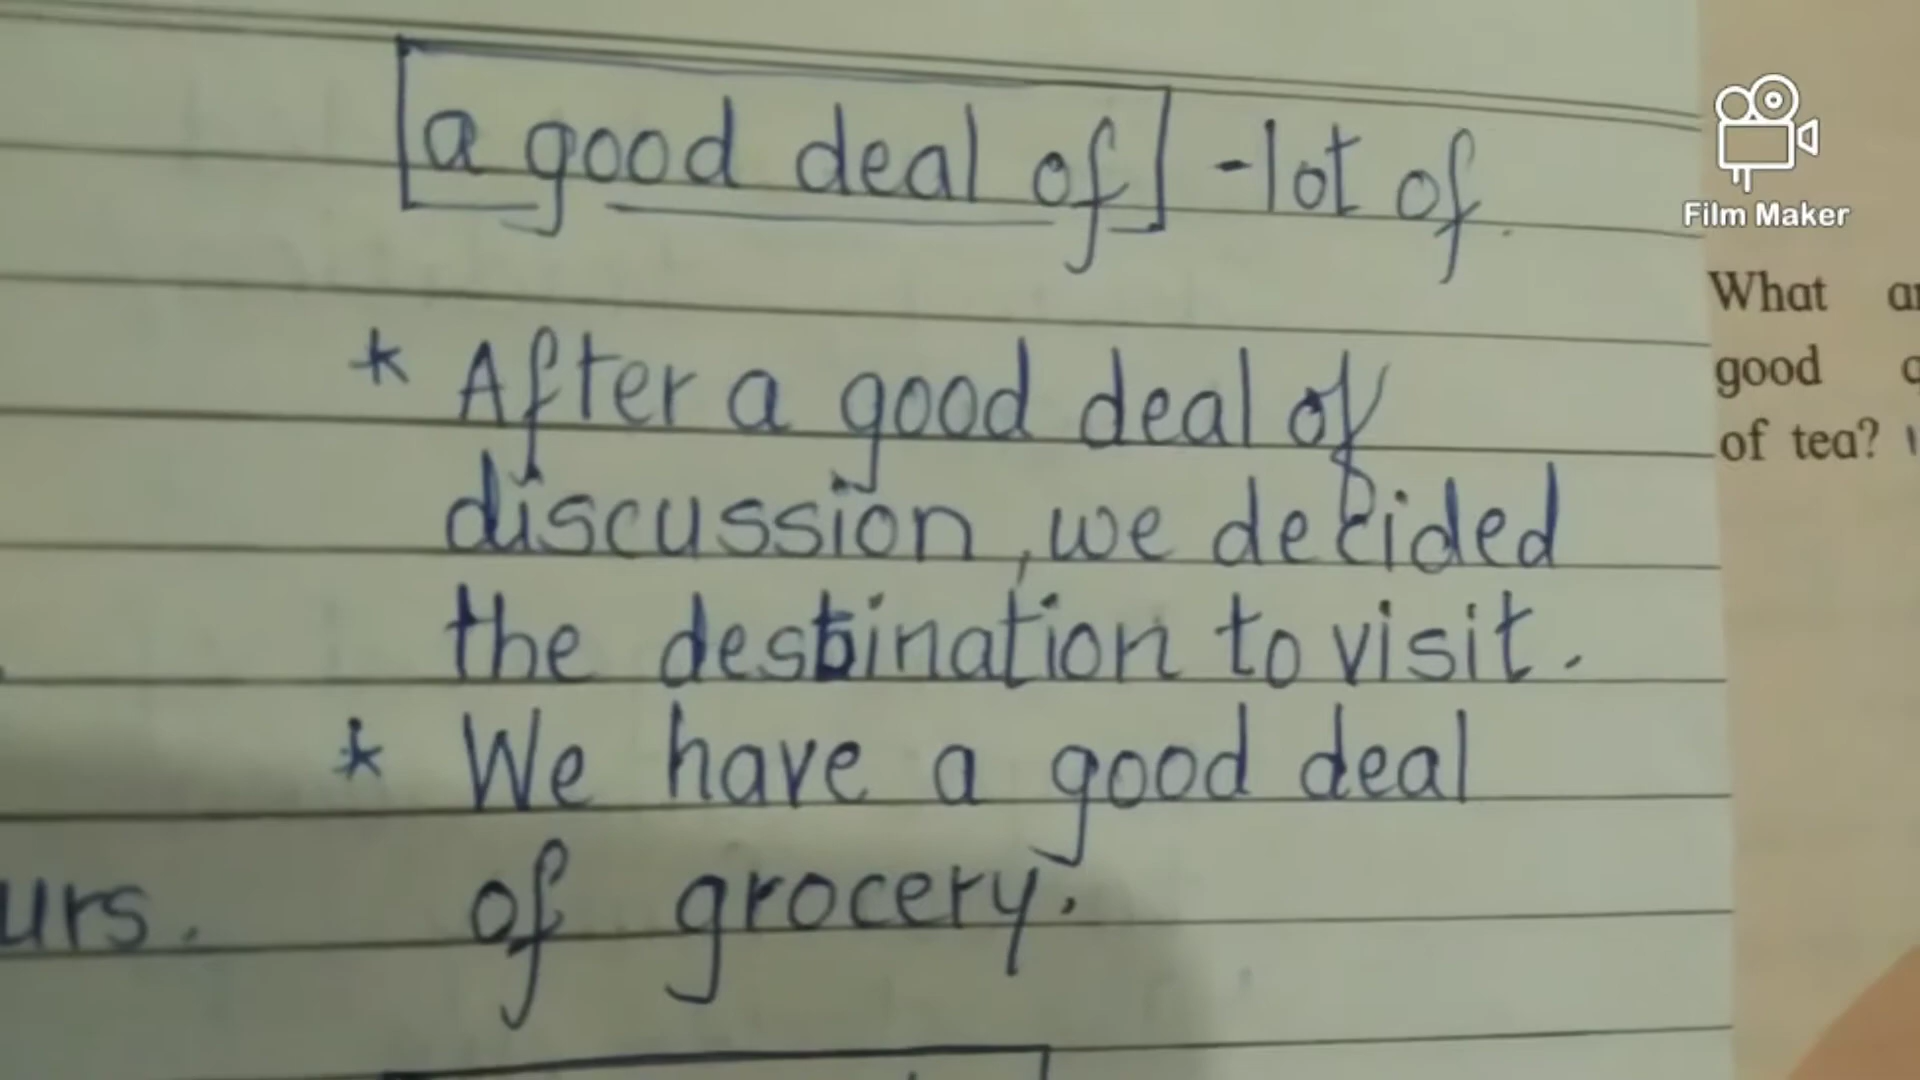 a good deal of - lot of.
* After a good deal of
discussion, we decided
the destination to visit.
* We have a good deal
of grocery.
urs.
Film Maker
What
good
of tea?